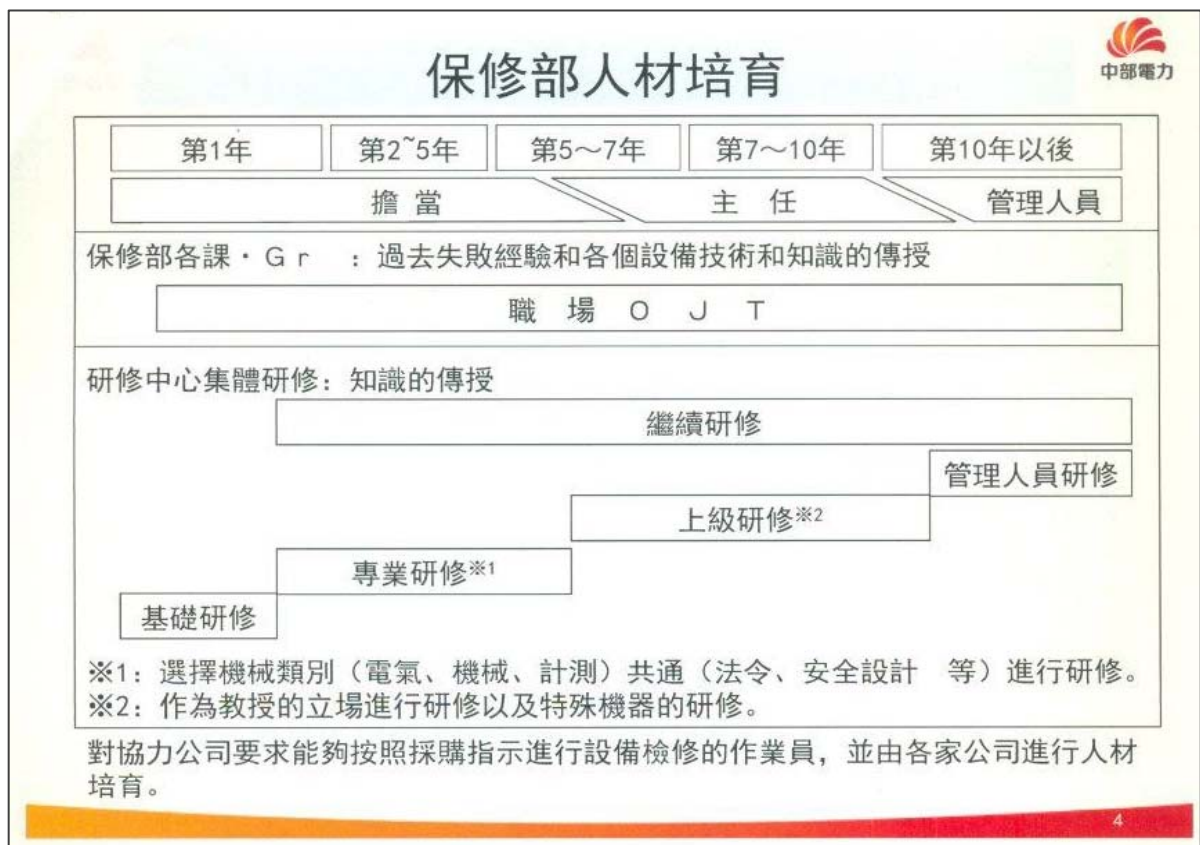 保修部人材培育
中部電力
第1年 第2~5年 第5～7年 第7～10年 第10年以後
擔當 主任 管理人員
保修部各課・Ｇｒ ：過去失敗經驗和各個設備技術和知識的傳授
職場ＯＪＴ
研修中心集體研修：知識的傳授
繼續研修
管理人員研修
上級研修※2
專業研修※1
基礎研修
※1：選擇機械類別（電氣、機械、計測）共通（法令、安全設計 等）進行研修。
※2：作為教授的立場進行研修以及特殊機器的研修。
對協力公司要求能夠按照採購指示進行設備檢修的作業員，並由各家公司進行人材
培育。
4